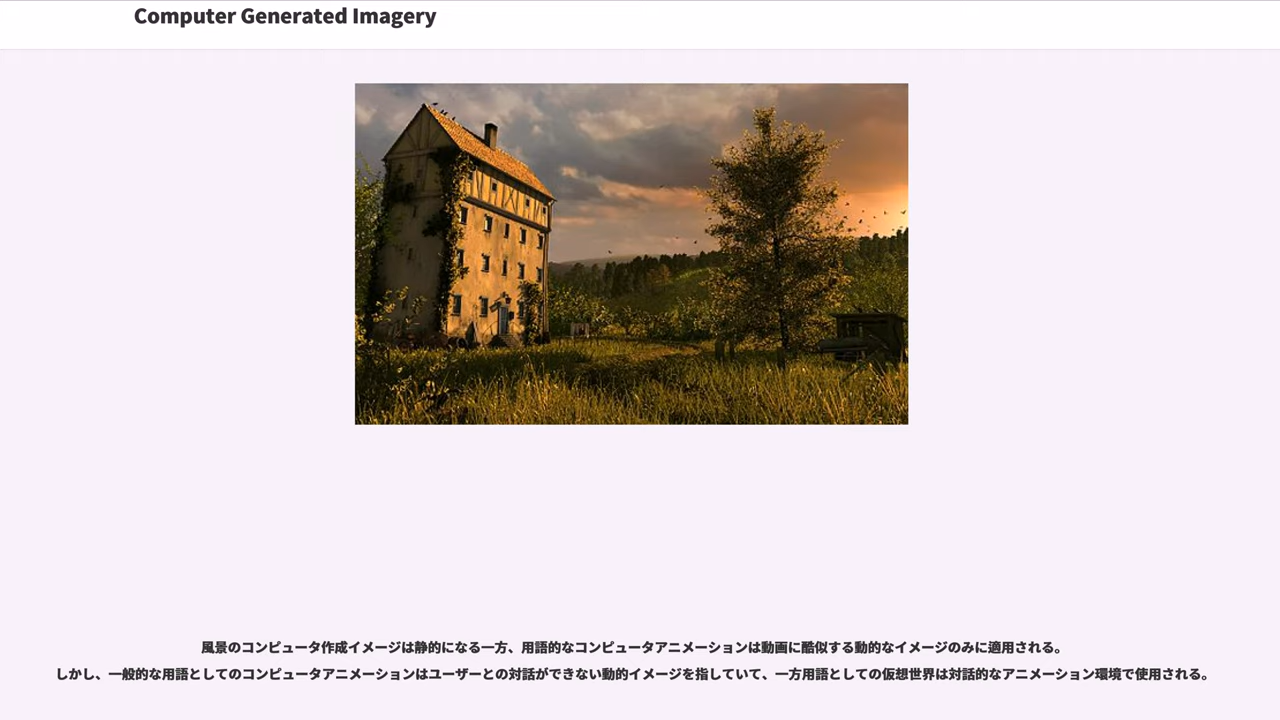 Computer Generated Imagery
風景のコンピュータ作成イメージは静的になる一方、用語的なコンピュータアニメーションは動画に酷似する動的なイメージのみに適用される。
しかし、一般的な用語としてのコンピュータアニメーションはユーザーとの対話ができない動的イメージを指していて、一方用語としての仮想世界は対話的なアニメーション環境で使用される。